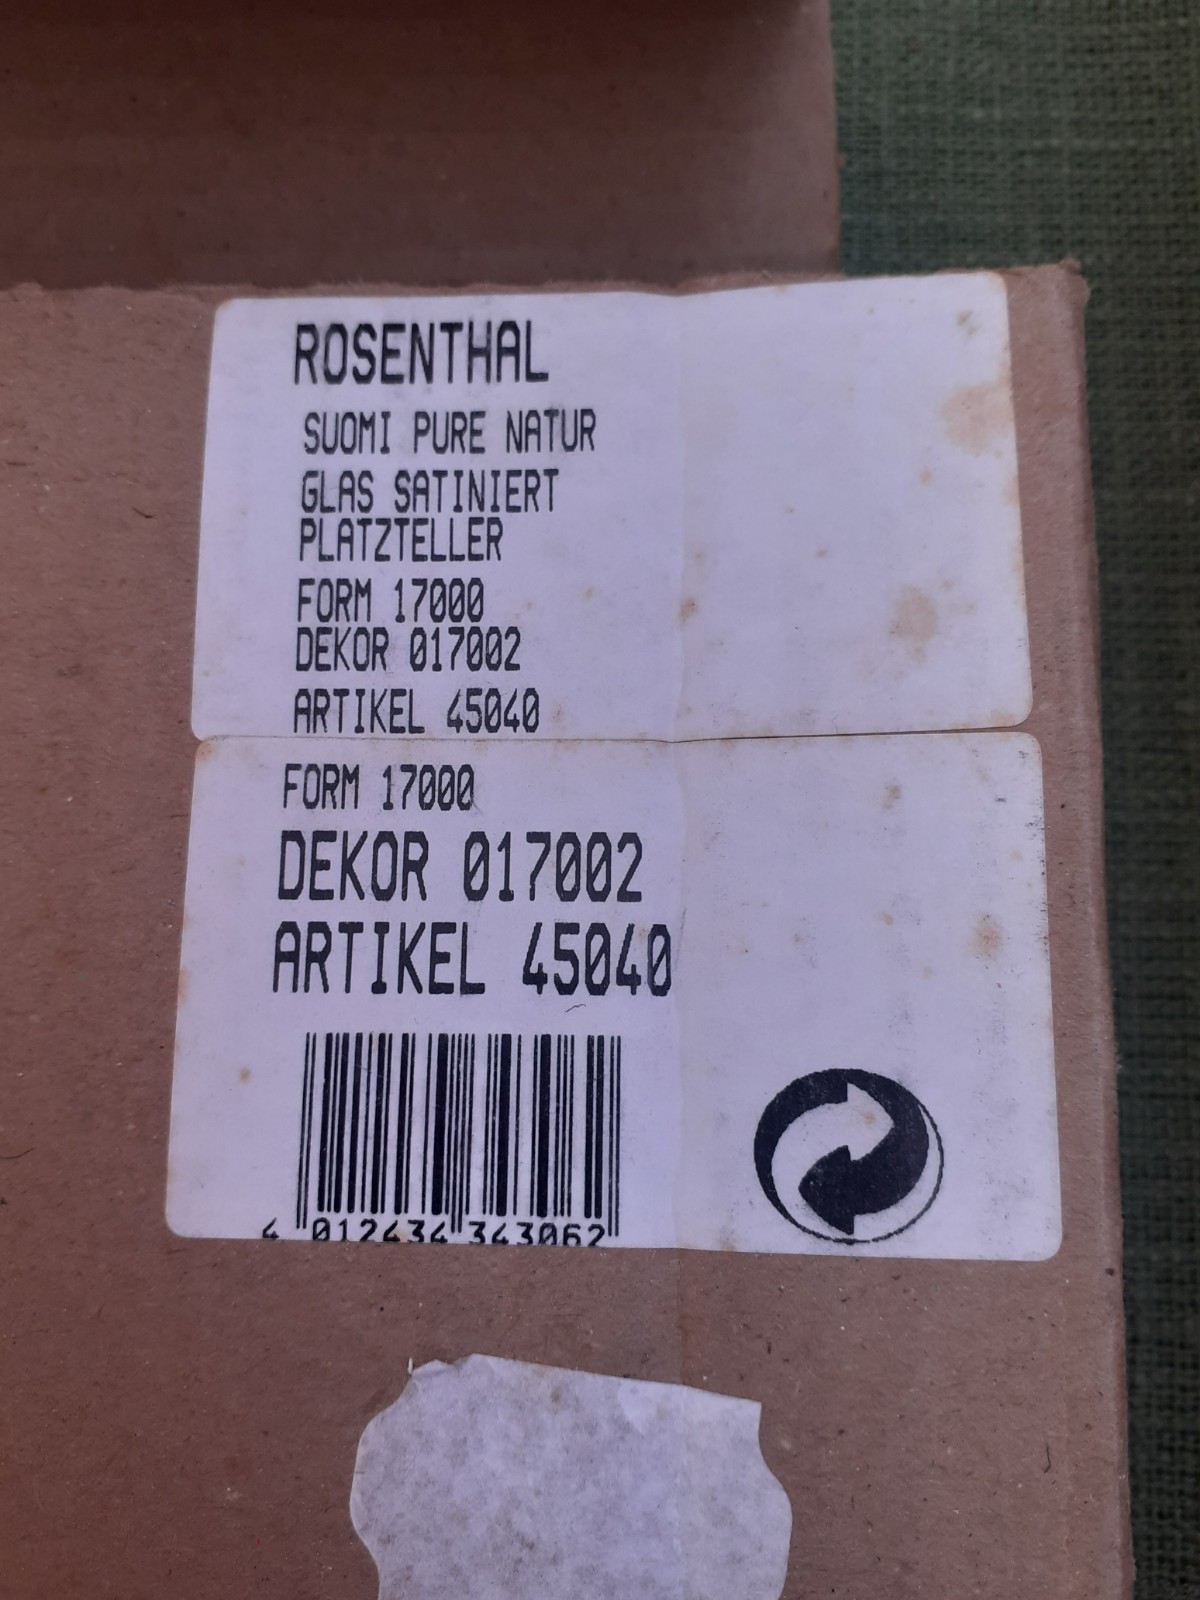 ROSENTHAL
SUOMI PURE NATUR
GLAS SATINIERT
PLATZTELLER
FORM 17000
DEKOR 017002
ARTIKEL 45040
FORM 17000
DEKOR 017002
ARTIKEL 45040
4 012434 343062